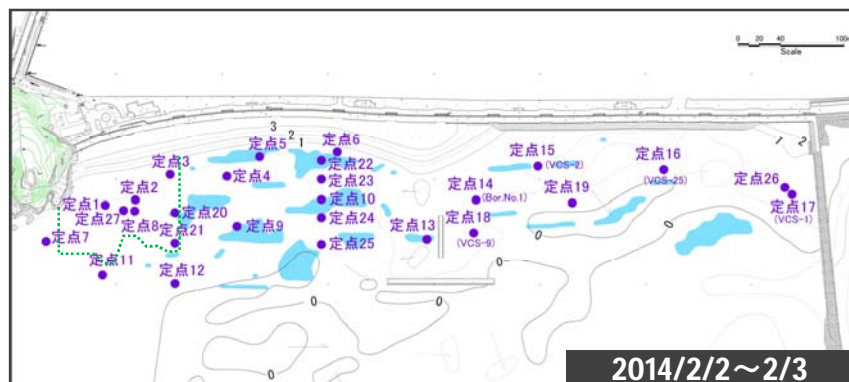 0 20 40 100
Scale
3
2
1
定点6
定点5
定点15
(VCS-2)
定点16
(VCS-25)
1
2
定点3
定点22
定点4
定点23
定点26
定点2
定点14
(Bor.No.1)
定点19
定点17
(VCS-1)
定点1
定点10
定点27
定点8
定点20
定点24
定点9
定点13
定点18
(VCS-9)
0
0
定点7
定点21
定点25
定点11
定点12
0
0
0
0
0
2014/2/2～2/3